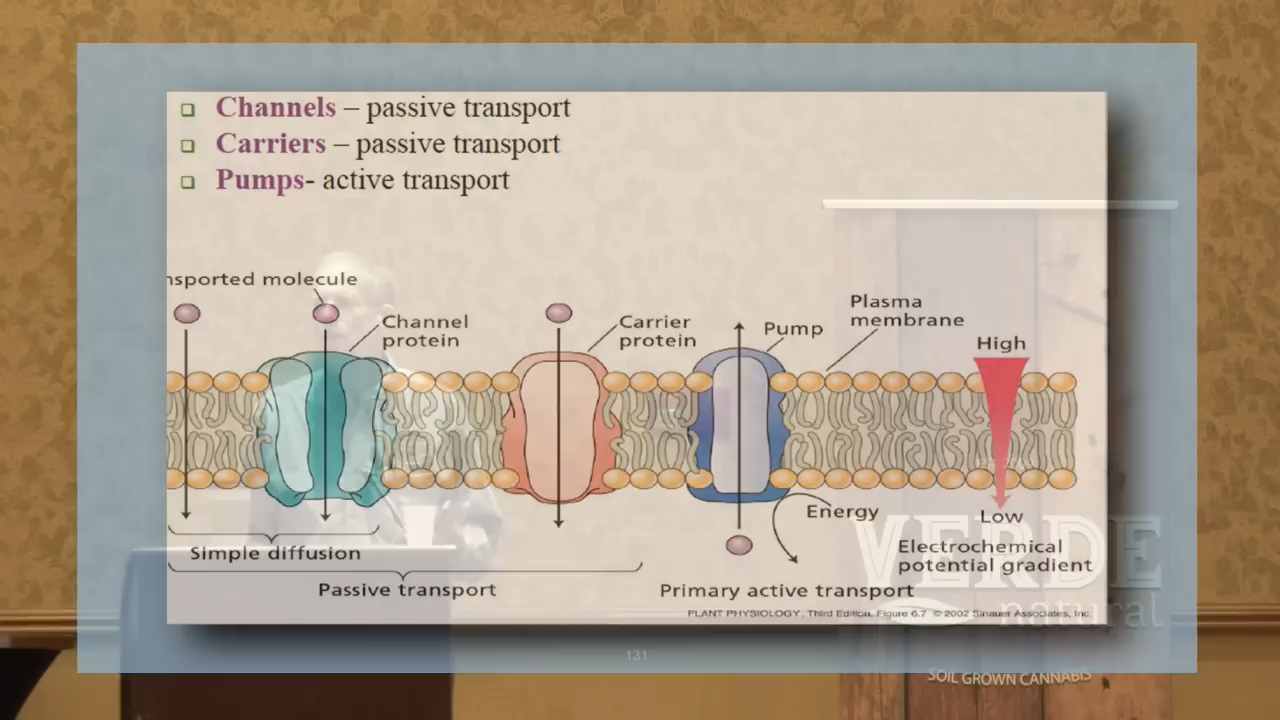 Channels – passive transport
Carriers – passive transport
Pumps- active transport
nsported molecule
Channel
protein
Carrier
protein
Pump
Plasma
membrane
High
Energy
Low
Simple diffusion
Electrochemical
potential gradient
Passive transport
Primary active transport
PLANT PHYSIOLOGY, Third Edition, Figure 6.7 © 2002 Sinauer Associates, Inc.
VERDE
natural
131
SOIL GROWN CANNABIS